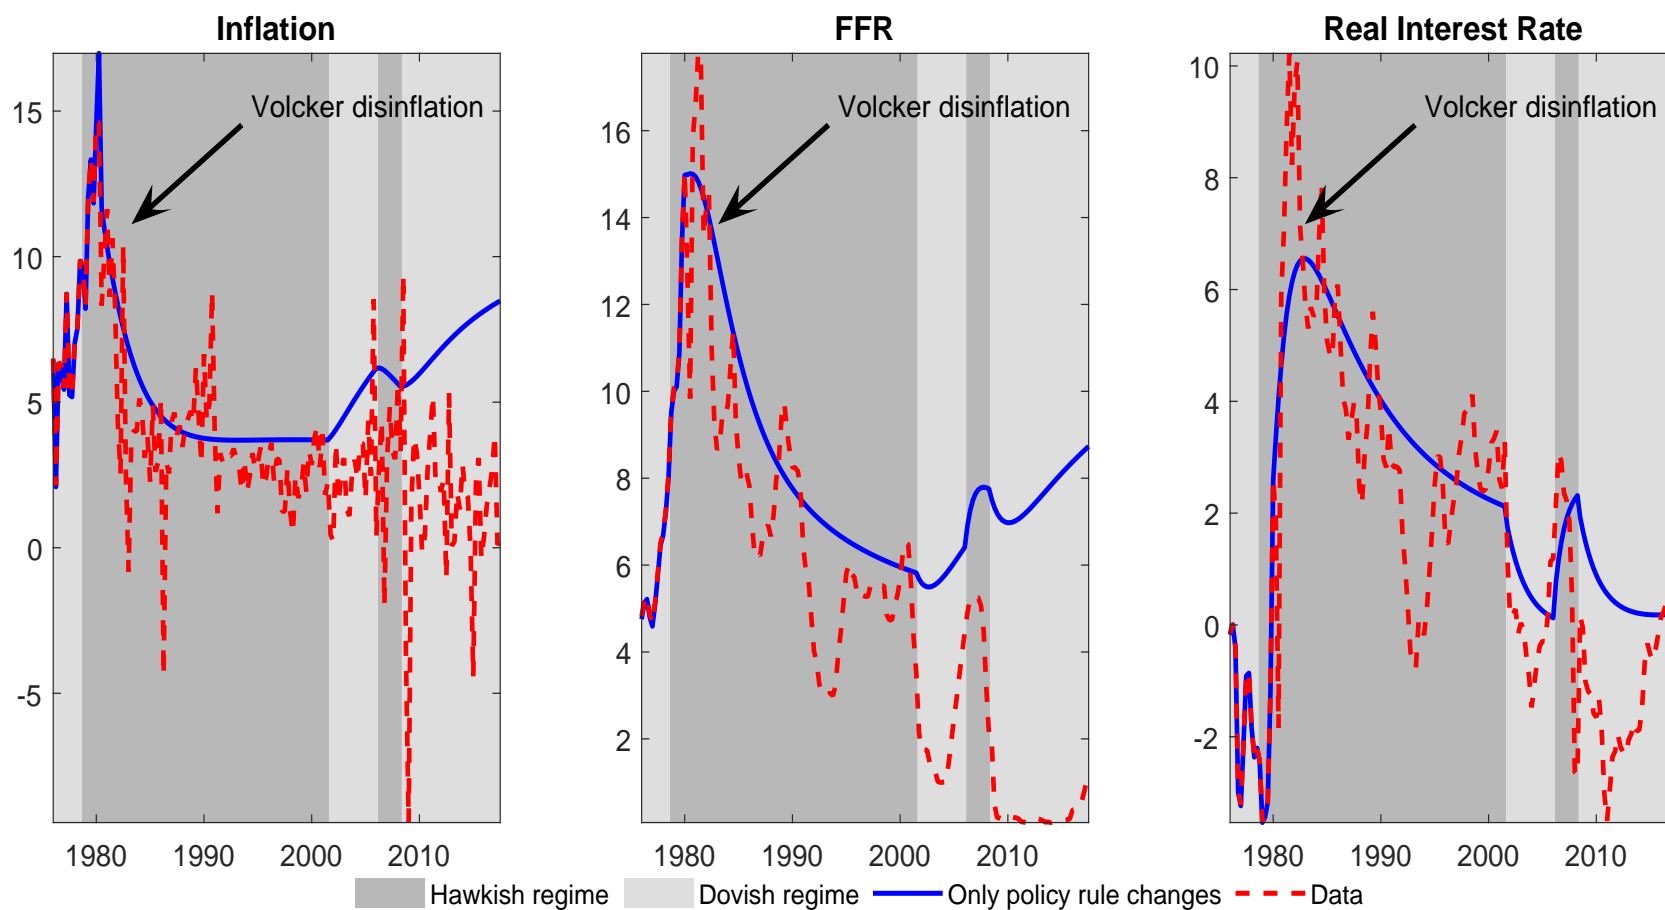 Inflation
FFR
Real Interest Rate
Volcker disinflation
Volcker disinflation
Volcker disinflation
15
10
5
0
-5
1980 1990 2000 2010
16
14
12
10
8
6
4
2
1980 1990 2000 2010
10
8
6
4
2
0
-2
1980 1990 2000 2010
Hawkish regime Dovish regime Only policy rule changes Data